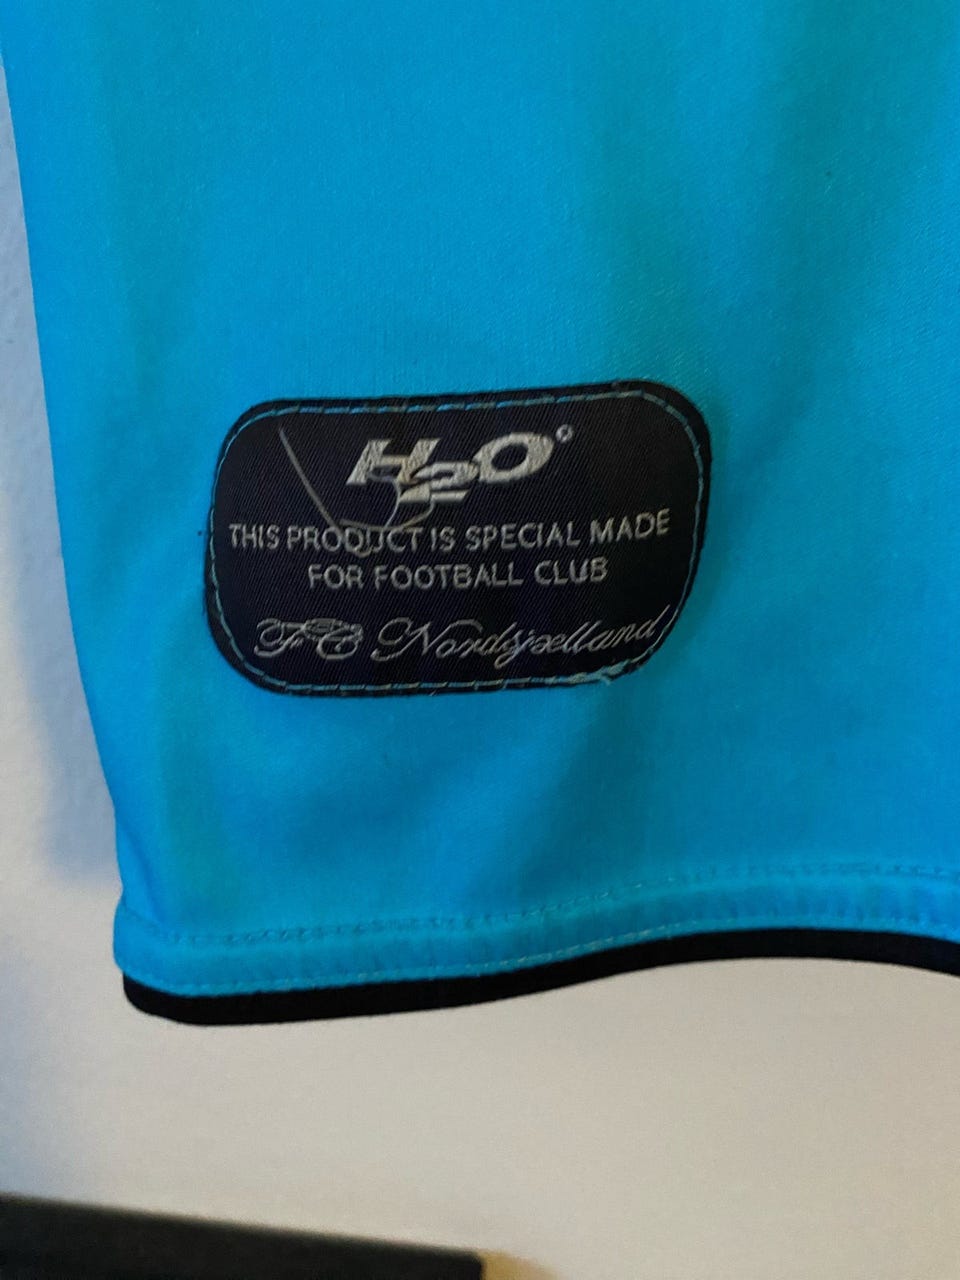 H2O®
THIS PRODUCT IS SPECIAL MADE
FOR FOOTBALL CLUB
FC Nordsjælland